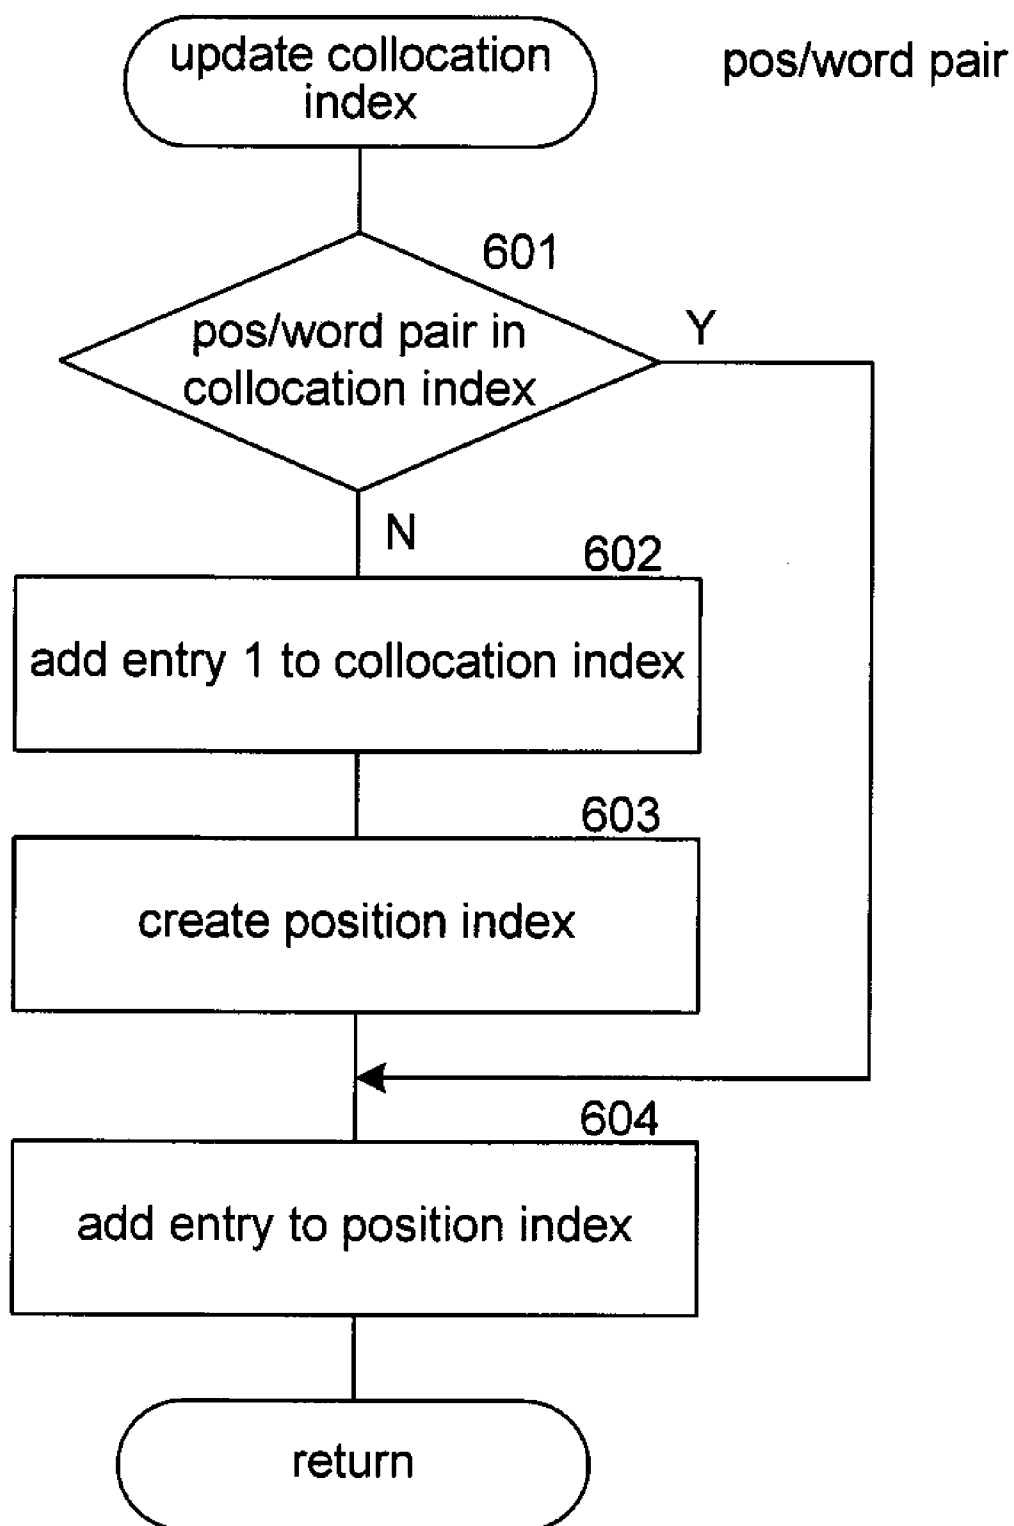 update collocation
index
pos/word pair
601
pos/word pair in
collocation index
Y
N
602
add entry 1 to collocation index
603
create position index
604
add entry to position index
return